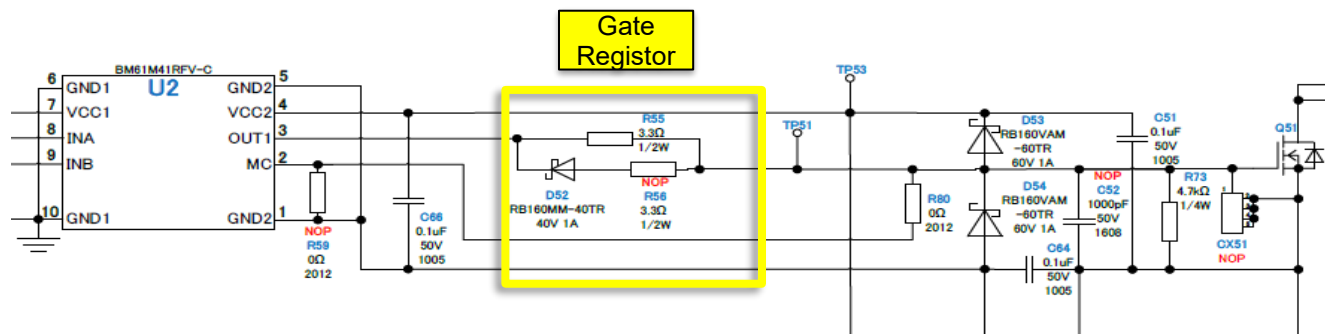 Gate
Registor
BM61M41RFV-C
U2
6
GND1
GND2
5
7
VCC1
VCC2
4
8
INA
OUT1
3
9
INB
MC
2
10
GND1
GND2
1
NOP
R59
0Ω
2012
C66
0.1uF
50V
1005
R55
3.3Ω
1/2W
D52
RB160MM-40TR
40V 1A
NOP
R56
3.3Ω
1/2W
TP51
TP53
R80
0Ω
2012
D53
RB160VAM
-60TR
60V 1A
D54
RB160VAM
-60TR
60V 1A
C64
0.1uF
50V
1005
C51
0.1uF
50V
1005
NOP
C52
1000pF
50V
1608
R73
4.7kΩ
1/4W
Q51
1
CX51
NOP